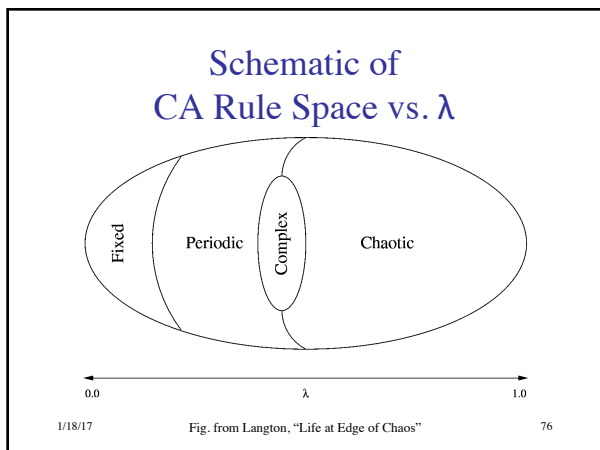 Schematic of
CA Rule Space vs. λ
Fixed
Periodic
Complex
Chaotic
0.0 λ 1.0
1/18/17 Fig. from Langton, “Life at Edge of Chaos” 76